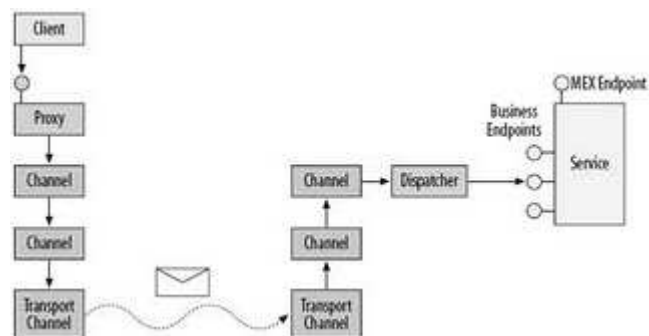 Client
Proxy
Channel
Channel
Transport
Channel
Channel
Channel
Transport
Channel
Dispatcher
Business
Endpoints
MEX Endpoint
Service